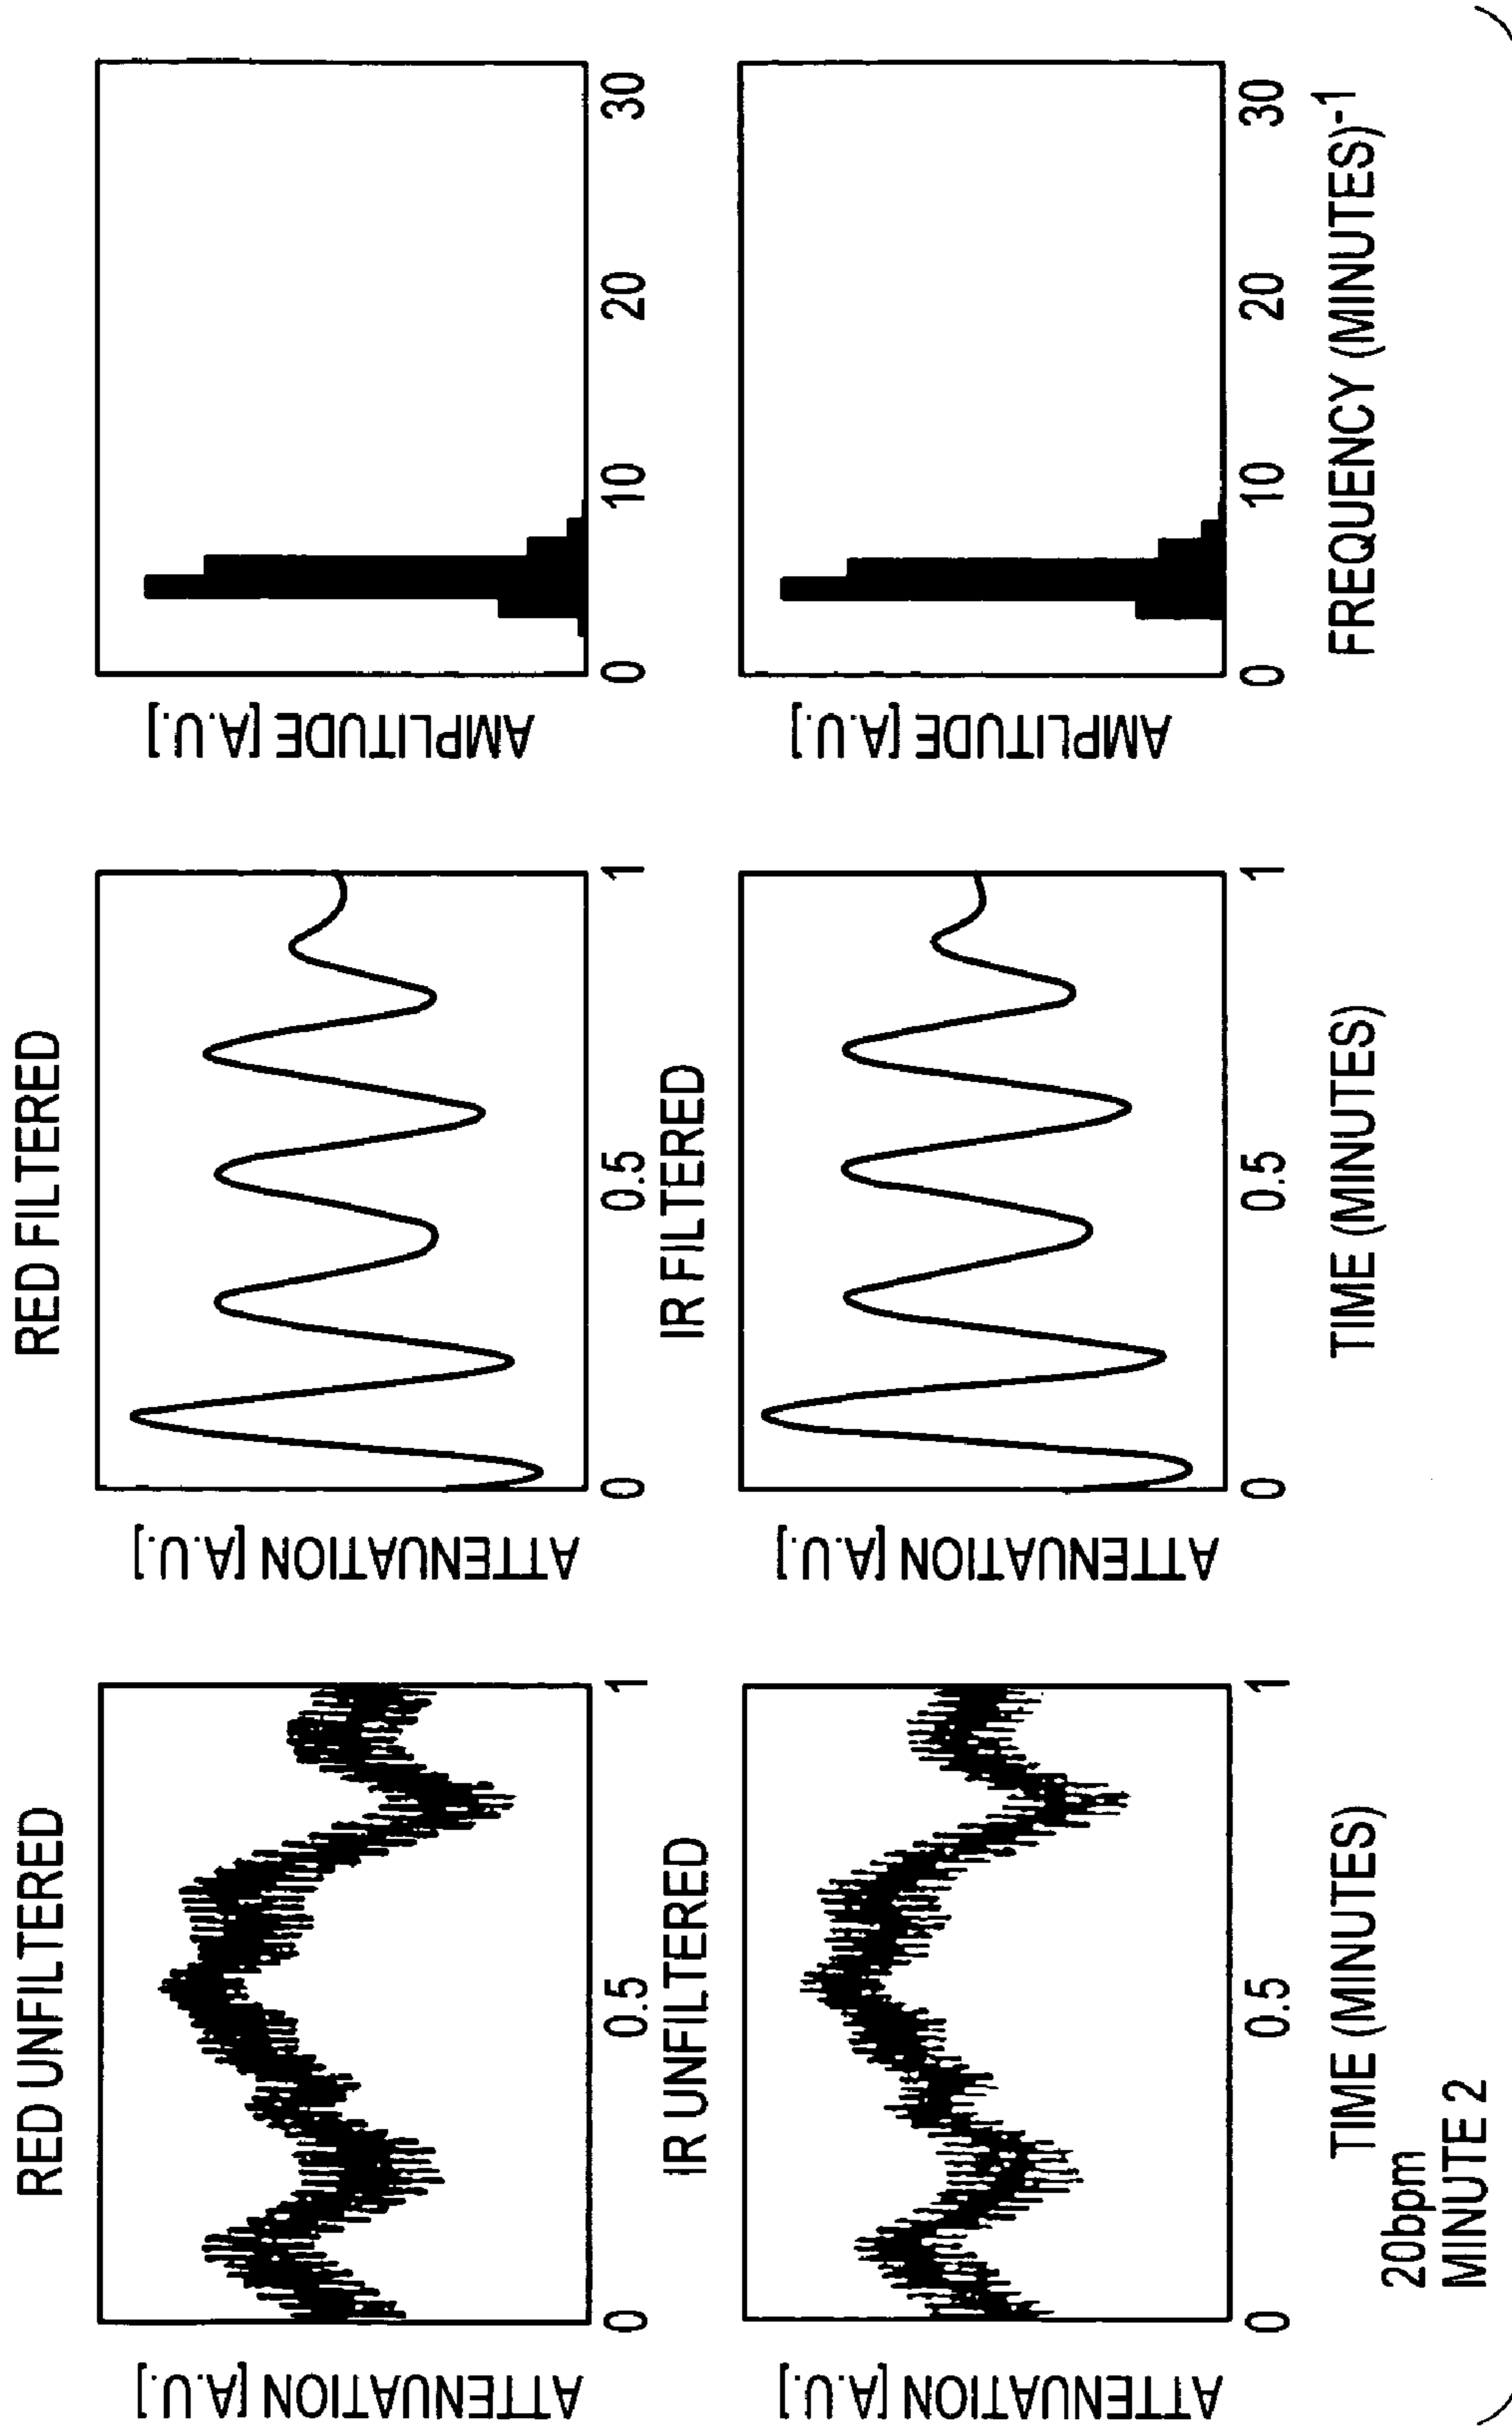 RED UNFILTERED
ATTENUATION [A.U.]
0 0.5 1
RED FILTERED
ATTENUATION [A.U.]
0 0.5 1
AMPLITUDE [A.U.]
0 10 20 30
IR UNFILTERED
ATTENUATION [A.U.]
0 0.5 1
TIME (MINUTES)
IR FILTERED
ATTENUATION [A.U.]
0 0.5 1
TIME (MINUTES)
AMPLITUDE [A.U.]
0 10 20 30
FREQUENCY (MINUTES)-1
20bpm
MINUTE 2